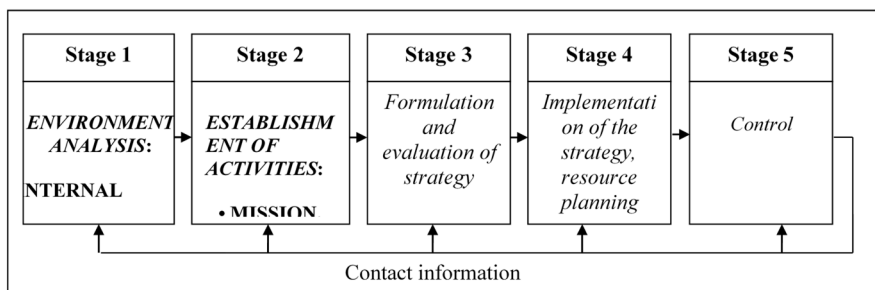 Stage 1
ENVIRONMENT
ANALYSIS:
NTERNAL
Stage 2
ESTABLISHM
ENT OF
ACTIVITIES:
• MISSION
Stage 3
Formulation
and
evaluation of
strategy
Stage 4
Implementati
on of the
strategy,
resource
planning
Stage 5
Control
Contact information